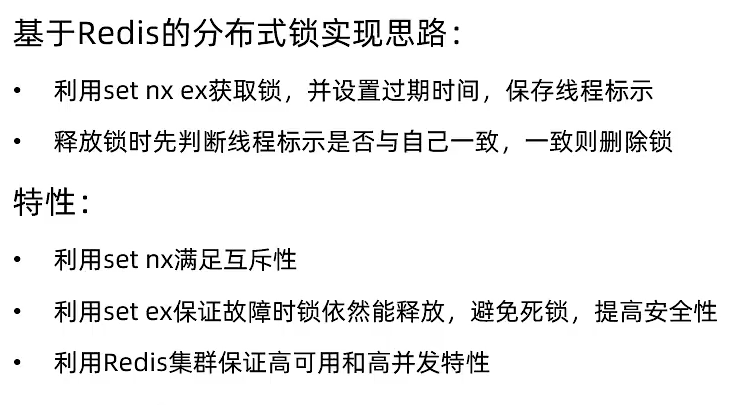 基于Redis的分布式锁实现思路：
• 利用set nx ex获取锁，并设置过期时间，保存线程标示
• 释放锁时先判断线程标示是否与自己一致，一致则删除锁
特性：
• 利用set nx满足互斥性
• 利用set ex保证故障时锁依然能释放，避免死锁，提高安全性
• 利用Redis集群保证高可用和高并发特性